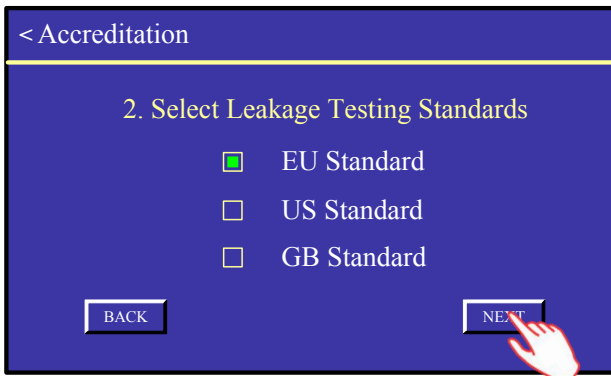 < Accreditation
2. Select Leakage Testing Standards
EU Standard
US Standard
GB Standard
BACK
NEXT